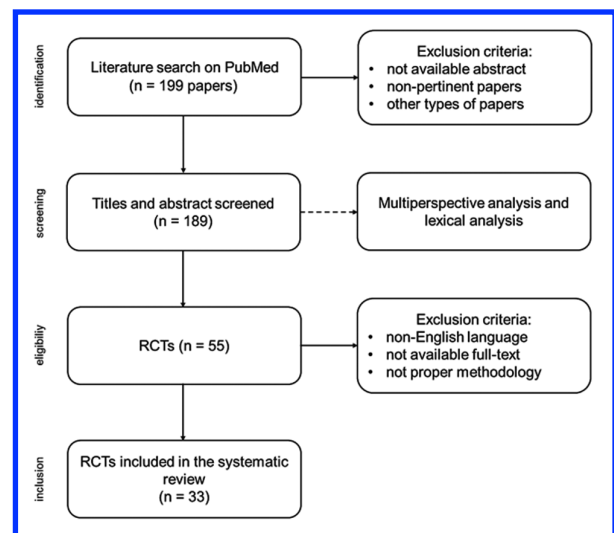 identification
Literature search on PubMed
(n = 199 papers)
Exclusion criteria:
• not available abstract
• non-pertinent papers
• other types of papers
screening
Titles and abstract screened
(n = 189)
Multiperspective analysis and
lexical analysis
eligibiliy
RCTs (n = 55)
Exclusion criteria:
• non-English language
• not available full-text
• not proper methodology
inclusion
RCTs included in the systematic
review
(n = 33)